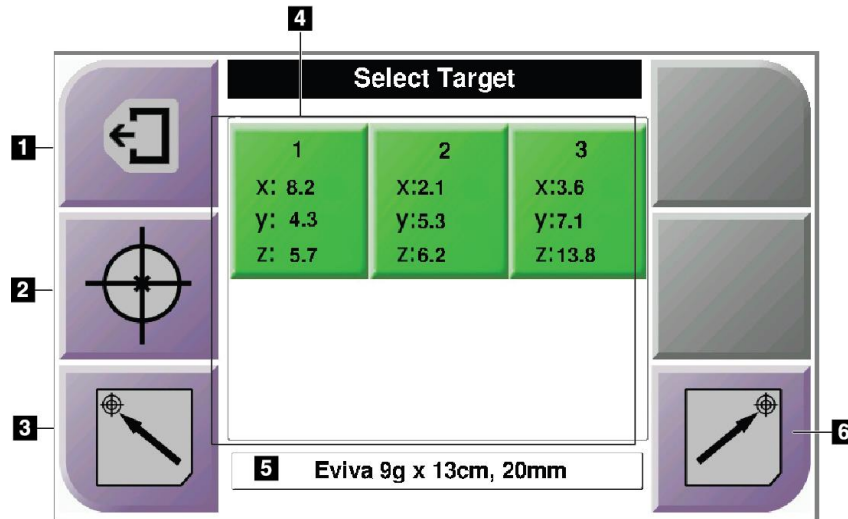 4
Select Target
1
1 2 3
x: 8.2 x:2.1 x:3.6
y: 4.3 y:5.3 y:7.1
z: 5.7 z:6.2 z:13.8
2
3
6
5 Eviva 9g x 13cm, 20mm